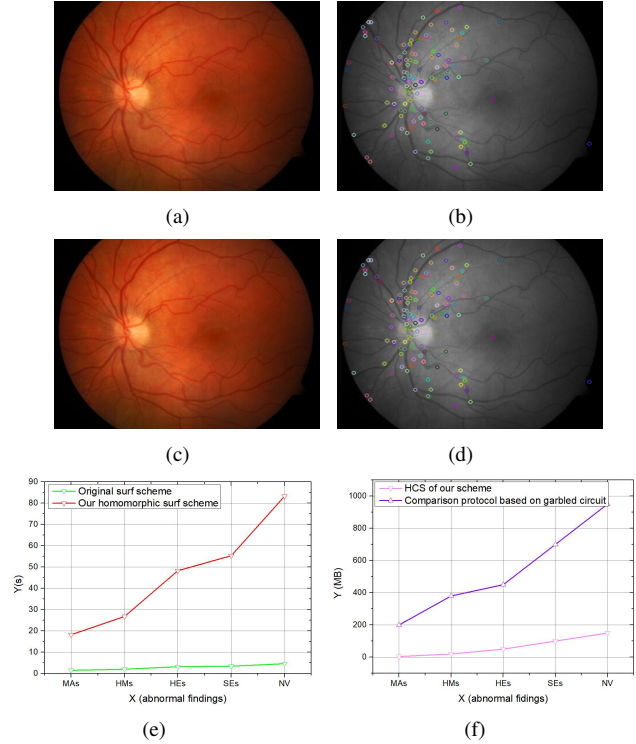 (a)
(b)
(c)
(d)
Original surf scheme
Our homomorphic surf scheme
Y(s)
90
80
70
60
50
40
30
20
10
0
MAs HMs HEs SEs NV
X (abnormal findings)
(e)
HCS of our scheme
Comparison protocol based on garbled circuit
Y (MB)
1000
800
600
400
200
0
MAs HMs HEs SEs NV
X (abnormal findings)
(f)